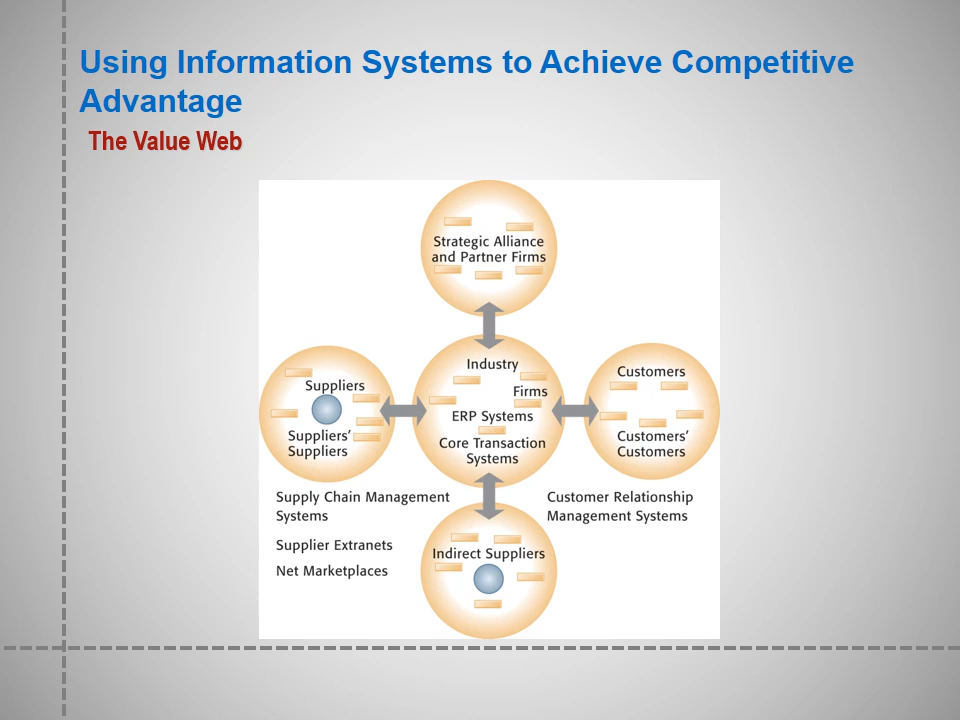 Using Information Systems to Achieve Competitive
Advantage
The Value Web
Strategic Alliance
and Partner Firms
Industry
Firms
ERP Systems
Core Transaction
Systems
Suppliers
Suppliers'
Suppliers
Customers
Customers'
Customers
Supply Chain Management
Systems
Supplier Extranets
Net Marketplaces
Customer Relationship
Management Systems
Indirect Suppliers